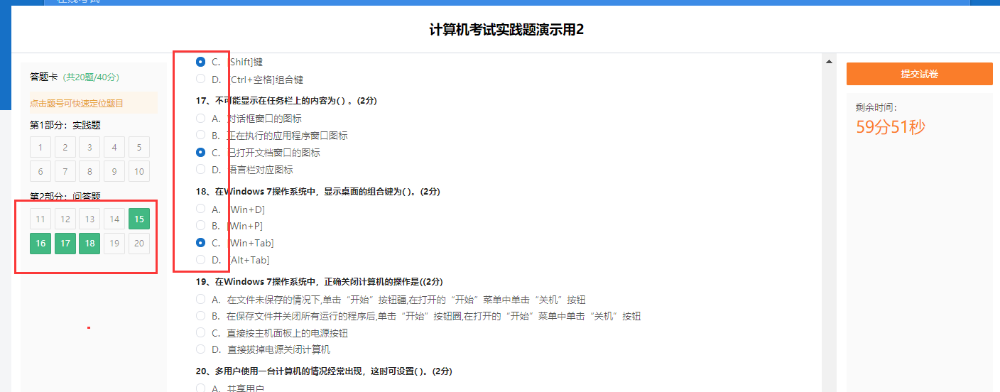 计算机考试实践题演示用2
答题卡 (共20题/40分)
点击题号可快速定位题目
第1部分：实践题
1 2 3 4 5
6 7 8 9 10
第2部分：问答题
11 12 13 14 15
16 17 18 19 20
C. [Shift]键
D. [Ctrl+空格]组合键
17、不可能显示在任务栏上的内容为( ) 。(2分)
A. 对话框窗口的图标
B. 正在执行的应用程序窗口图标
C. 已打开文档窗口的图标
D. 语言栏对应图标
18、在Windows 7操作系统中，显示桌面的组合键为( )。(2分)
A. [Win+D]
B. [Win+P]
C. [Win+Tab]
D. [Alt+Tab]
19、在Windows 7操作系统中，正确关闭计算机的操作是((2分)
A. 在文件未保存的情况下,单击“开始”按钮疆,在打开的“开始”菜单中单击“关机”按钮
B. 在保存文件并关闭所有运行的程序后,单击“开始”按钮圈,在打开的“开始”菜单中单击“关机”按钮
C. 直接按主机面板上的电源按钮
D. 直接拔掉电源关闭计算机
20、多用户使用一台计算机的情况经常出现，这时可设置( )。(2分)
A. 共享用户
提交试卷
剩余时间：
59分51秒